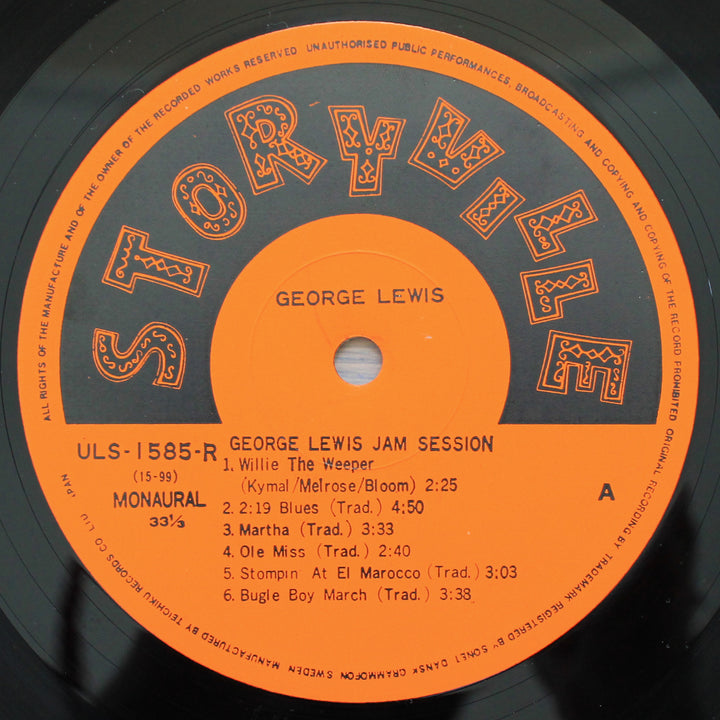 ALL RIGHTS OF THE MANUFACTURE AND OF THE OWNER OF THE RECORDED WORKS RESERVED UNAUTHORISED PUBLIC PERFORMANCES, BROADCASTING AND COPYING AND COPYING OF THE RECORD FROHIBITED ORIGINAL RECORDING BY TRADEMARK REGISTERED BY SONET DANSK GRAMMOFON SWEDEN MANUFACTURED BY TEICHIKU RECORDS CO. LTD. JAPAN
STORYVILLE
GEORGE LEWIS
ULS-1585-R
(15-99)
MONAURAL
33⅓
GEORGE LEWIS JAM SESSION
1. Willie The Weeper
(Kymal/Melrose/Bloom) 2:25
2. 2:19 Blues (Trad.) 4:50
3. Martha (Trad.) 3:33
4. Ole Miss (Trad.) 2:40
5. Stompin At El Marocco (Trad.) 3:03
6. Bugle Boy March (Trad.) 3:38
A